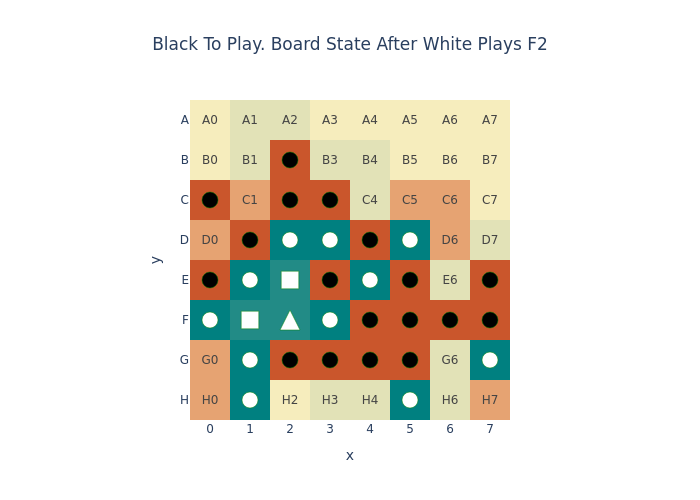 Black To Play. Board State After White Plays F2
A A0 A1 A2 A3 A4 A5 A6 A7
B B0 B1 B3 B4 B5 B6 B7
C C1 C4 C5 C6 C7
D D0 D6 D7
y
E E6
F
G G0 G6
H H0 H2 H3 H4 H6 H7
0 1 2 3 4 5 6 7
x